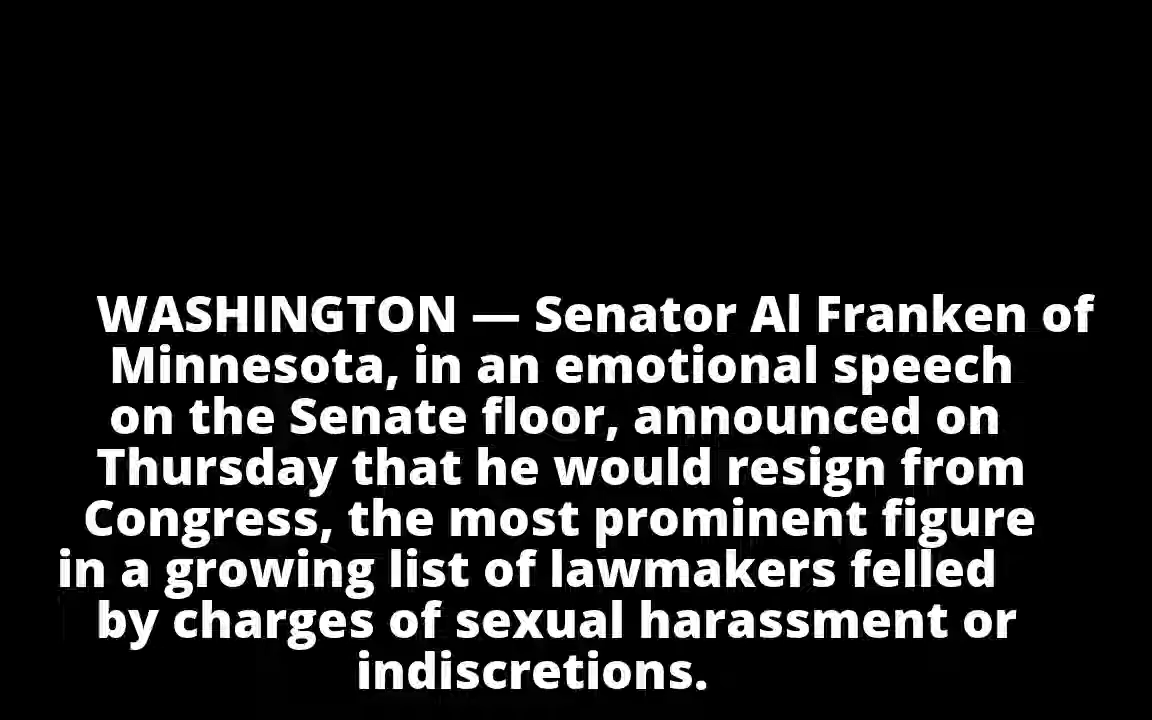 WASHINGTON — Senator Al Franken of
Minnesota, in an emotional speech
on the Senate floor, announced on
Thursday that he would resign from
Congress, the most prominent figure
in a growing list of lawmakers felled
by charges of sexual harassment or
indiscretions.